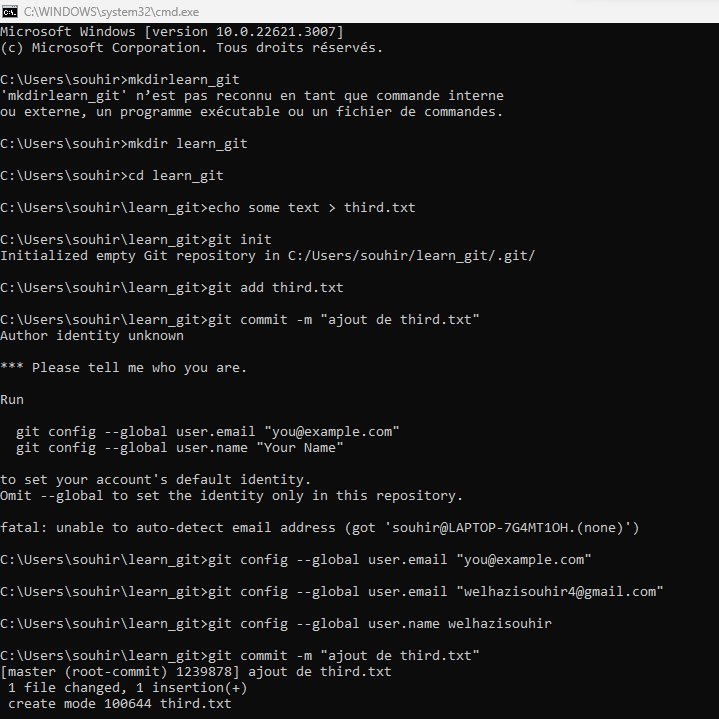 C:\WINDOWS\system32\cmd.exe
Microsoft Windows [version 10.0.22621.3007]
(c) Microsoft Corporation. Tous droits réservés.
C:\Users\souhir>mkdirlearn_git
'mkdirlearn_git' n’est pas reconnu en tant que commande interne
ou externe, un programme exécutable ou un fichier de commandes.
C:\Users\souhir>mkdir learn_git
C:\Users\souhir>cd learn_git
C:\Users\souhir\learn_git>echo some text > third.txt
C:\Users\souhir\learn_git>git init
Initialized empty Git repository in C:/Users/souhir/learn_git/.git/
C:\Users\souhir\learn_git>git add third.txt
C:\Users\souhir\learn_git>git commit -m "ajout de third.txt"
Author identity unknown
*** Please tell me who you are.
Run
  git config --global user.email "you@example.com"
  git config --global user.name "Your Name"
to set your account's default identity.
Omit --global to set the identity only in this repository.
fatal: unable to auto-detect email address (got 'souhir@LAPTOP-7G4MT1OH.(none)')
C:\Users\souhir\learn_git>git config --global user.email "you@example.com"
C:\Users\souhir\learn_git>git config --global user.email "welhazisouhir4@gmail.com"
C:\Users\souhir\learn_git>git config --global user.name welhazisouhir
C:\Users\souhir\learn_git>git commit -m "ajout de third.txt"
[master (root-commit) 1239878] ajout de third.txt
 1 file changed, 1 insertion(+)
 create mode 100644 third.txt